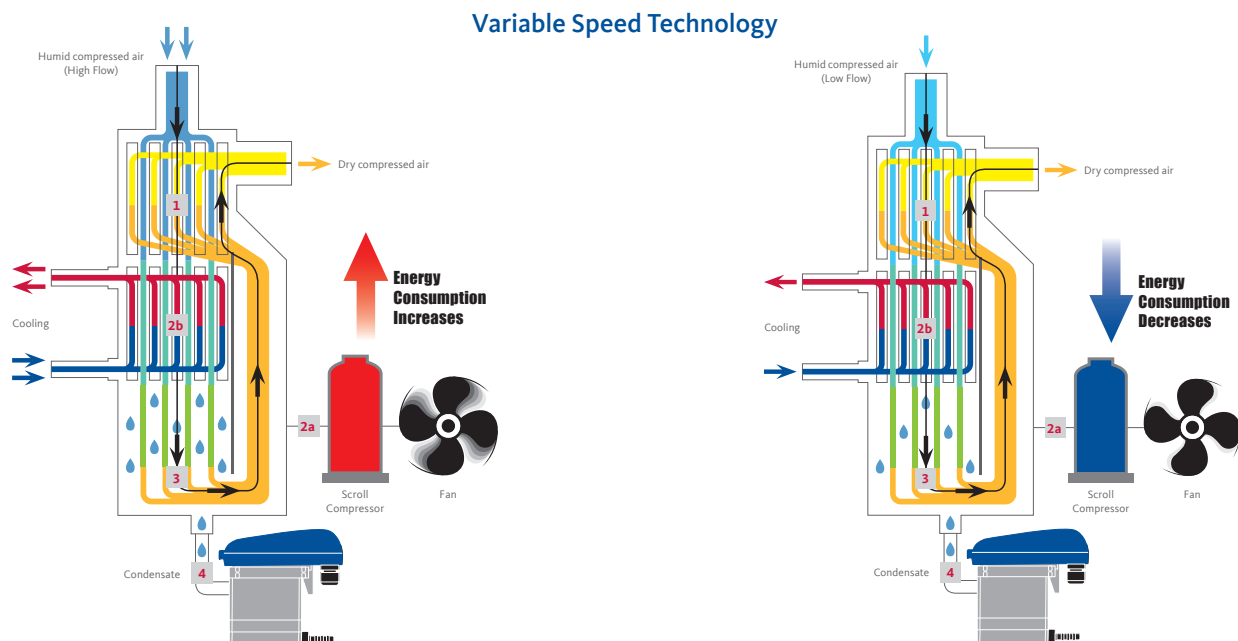 Variable Speed Technology
Humid compressed air
(High Flow)
Dry compressed air
1
Energy
Consumption
Increases
Cooling
2b
2a
3
Scroll
Compressor
Fan
Condensate
4
Humid compressed air
(Low Flow)
Dry compressed air
1
Energy
Consumption
Decreases
Cooling
2b
2a
3
Scroll
Compressor
Fan
Condensate
4